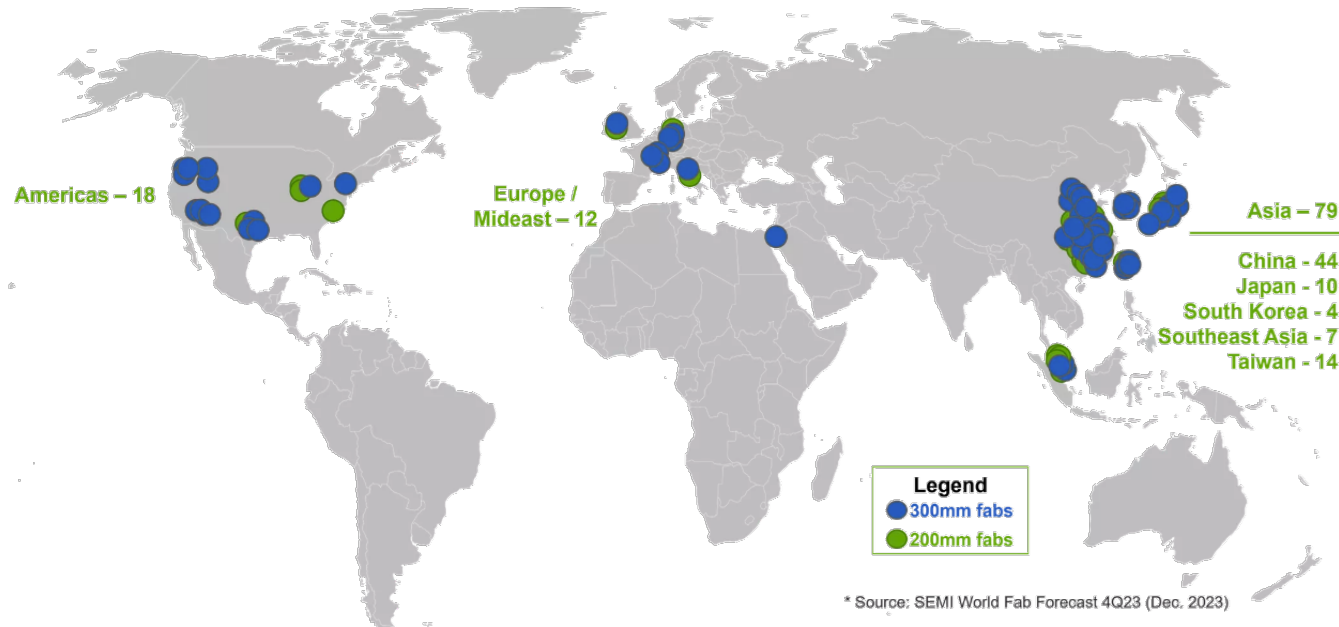 Americas – 18
Europe /
Mideast – 12
Asia – 79
China - 44
Japan - 10
South Korea - 4
Southeast Asia - 7
Taiwan - 14
Legend
300mm fabs
200mm fabs
* Source: SEMI World Fab Forecast 4Q23 (Dec. 2023)